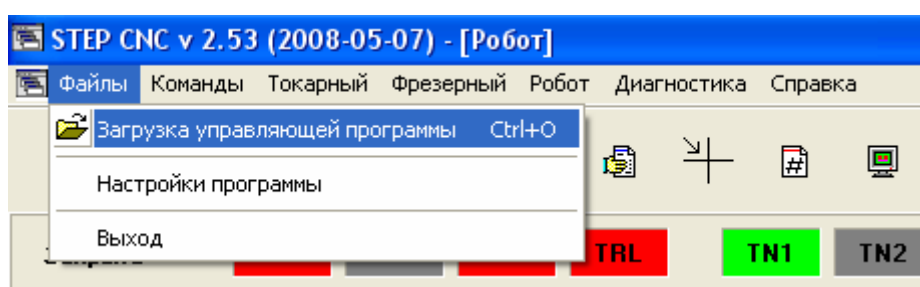 STEP CNC v 2.53 (2008-05-07) - [Робот]
Файлы Команды Токарный Фрезерный Робот Диагностика Справка
Загрузка управляющей программы Ctrl+O
Настройки программы
Выход
TRL TN1 TN2